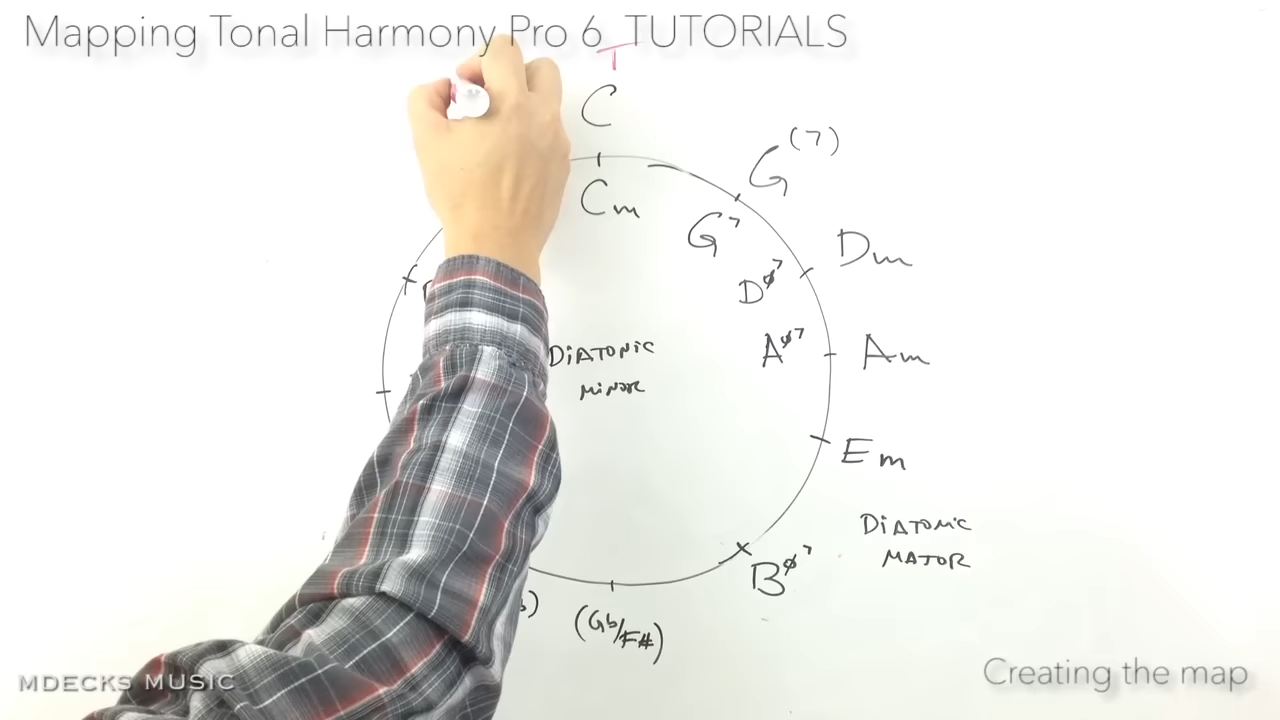 Mapping Tonal Harmony Pro 6 TUTORIALS
T
C
G(7)
Cm
G7
Dm
Dø7
Aø7
Am
DiATONiC
MiNOR
Em
DiATONiC
MAJOR
Bø7
(Gb/F#)
MDECKS MUSIC
Creating the map